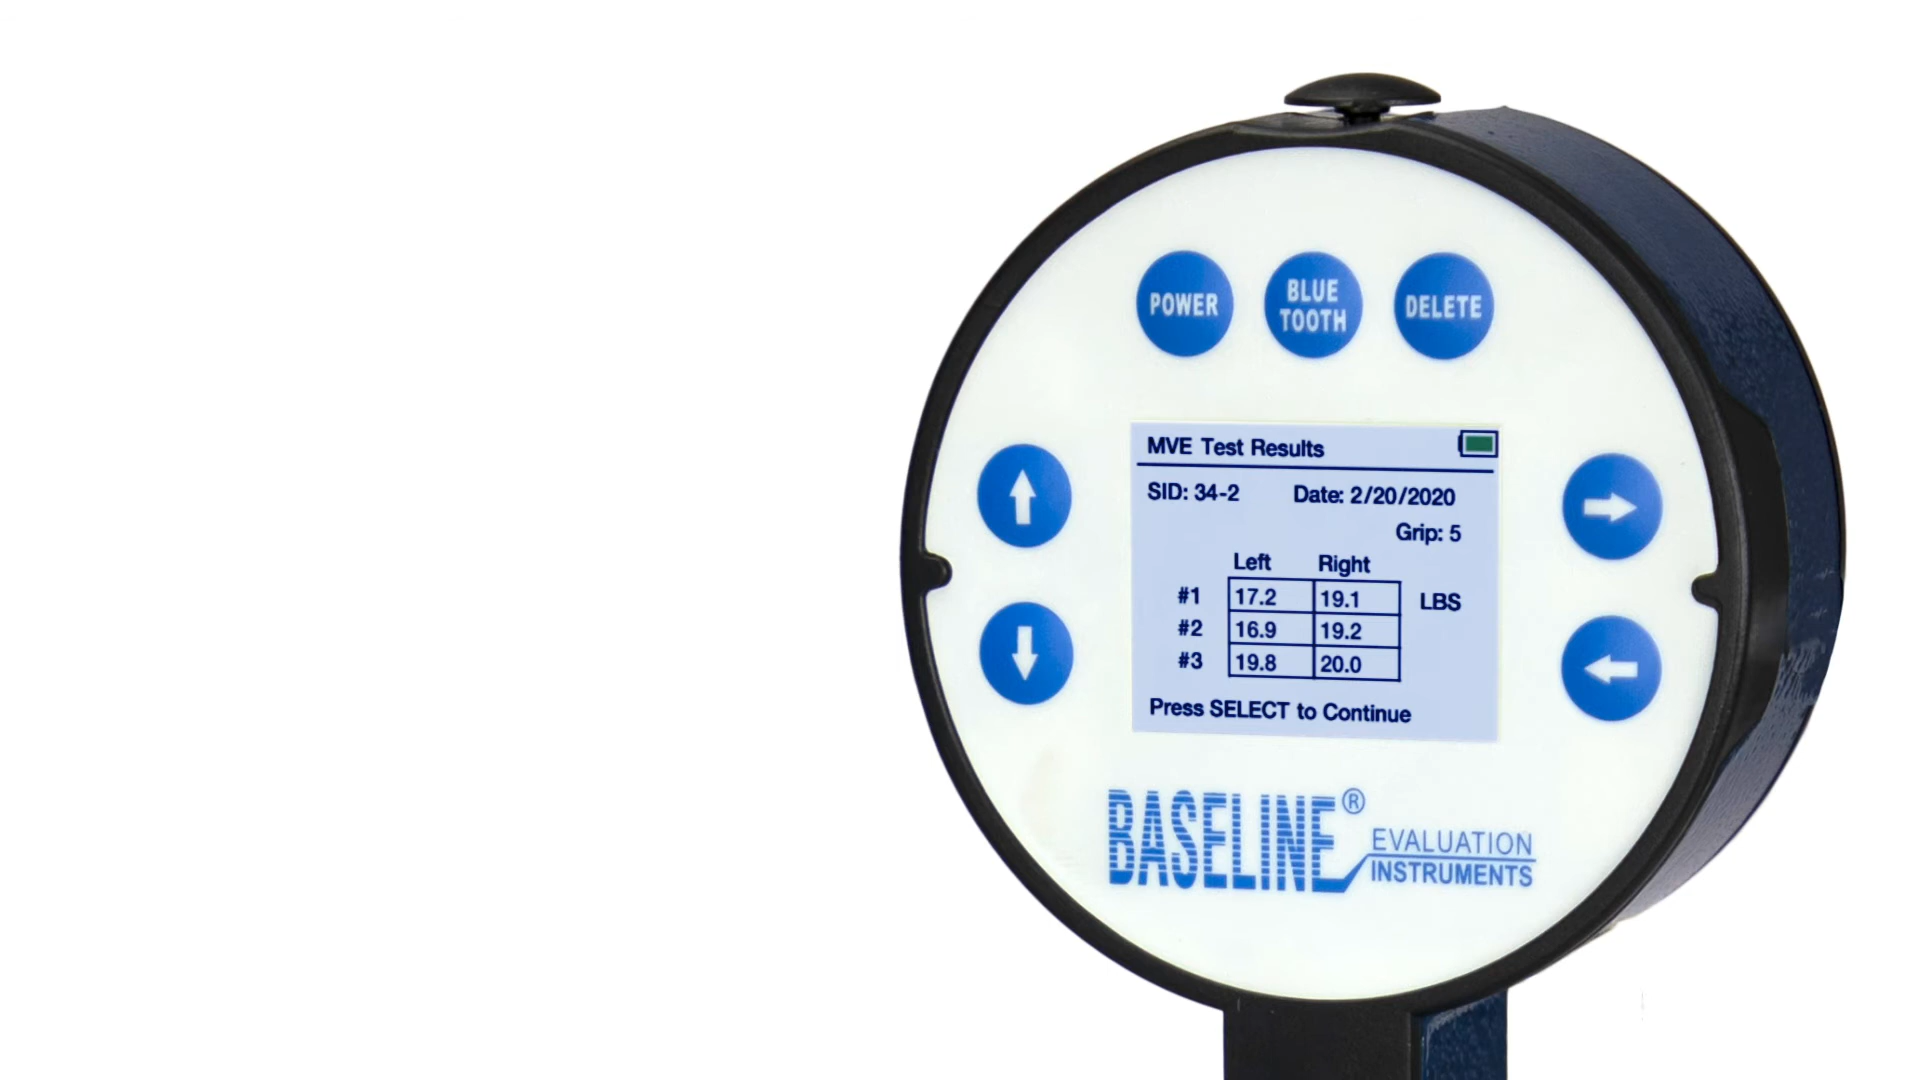 POWER
BLUE
TOOTH
DELETE
MVE Test Results
SID: 34-2 Date: 2/20/2020
Grip: 5
Left Right
#1 17.2 19.1 LBS
#2 16.9 19.2
#3 19.8 20.0
Press SELECT to Continue
BASELINE®
EVALUATION
INSTRUMENTS